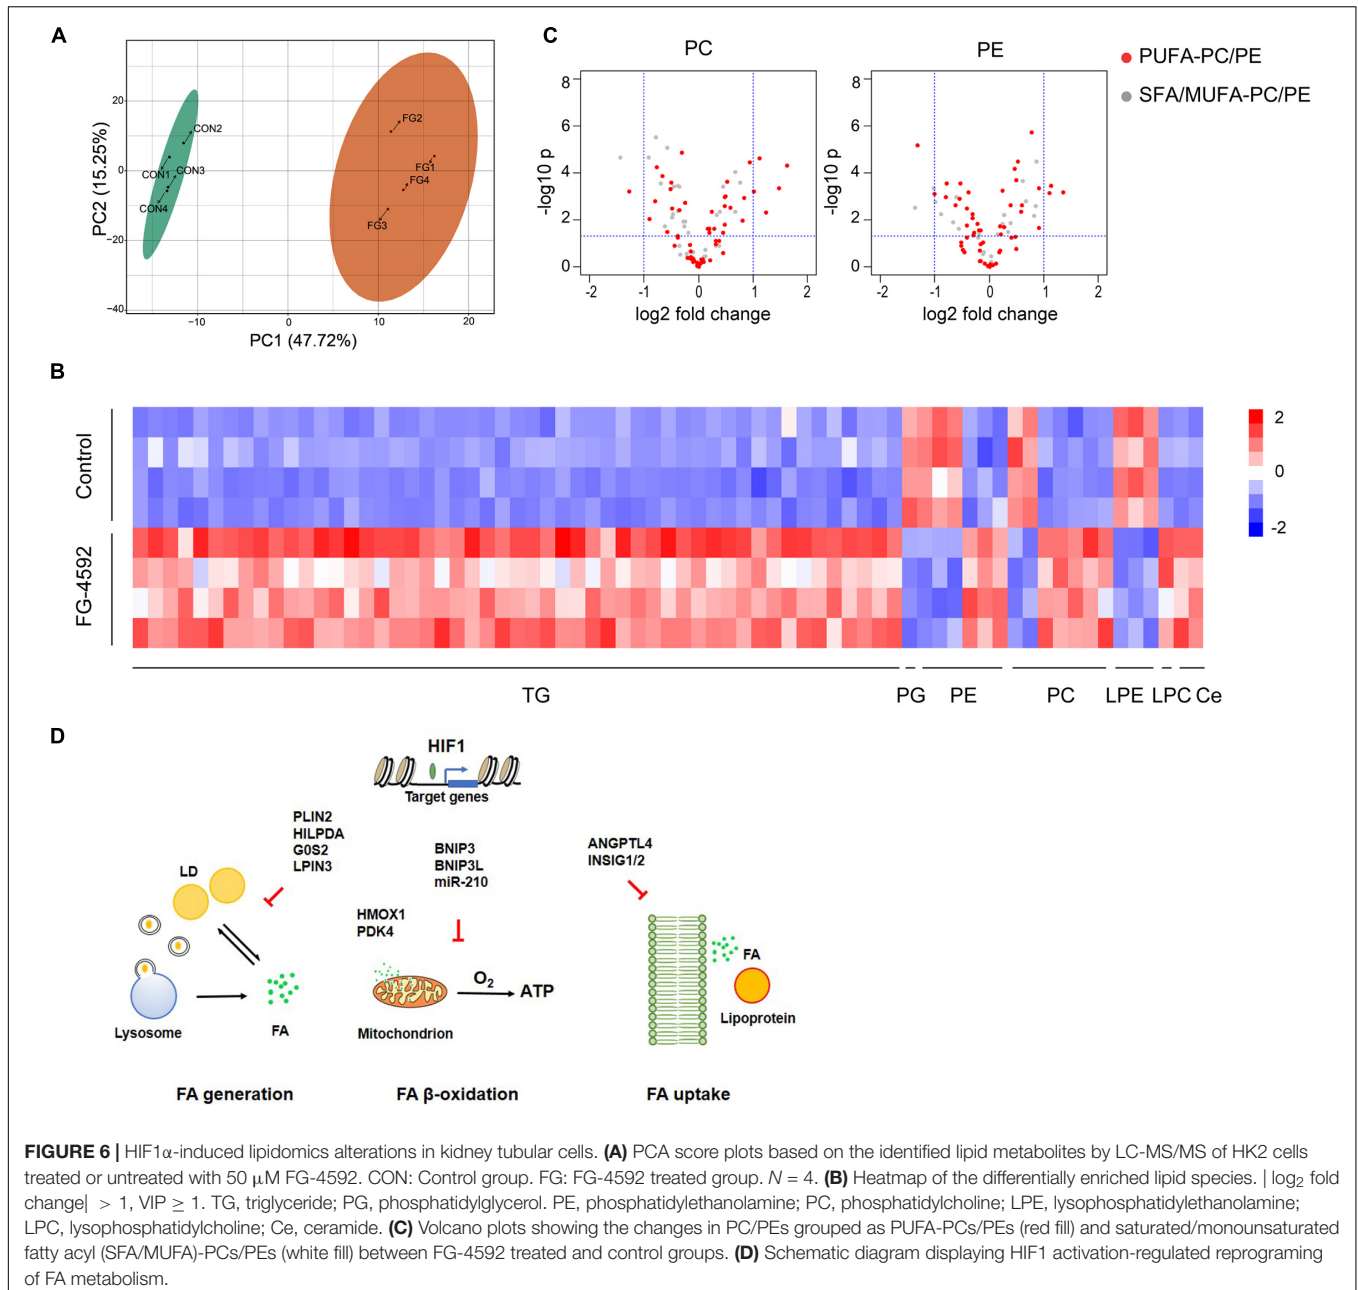 A
PC2 (15.25%)
20
0
−20
−40
−10
0
10
20
PC1 (47.72%)
CON2
CON1
CON3
CON4
FG2
FG1
FG4
FG3
C
PC
-log10 p
8
6
4
2
0
-2
-1
0
1
2
log2 fold change
PE
-log10 p
8
6
4
2
0
-2
-1
0
1
2
log2 fold change
PUFA-PC/PE
SFA/MUFA-PC/PE
B
Control
FG-4592
2
0
-2
TG
PG
PE
PC
LPE
LPC
Ce
D
HIF1
Target genes
PLIN2
HILPDA
G0S2
LPIN3
LD
Lysosome
FA
FA generation
BNIP3
BNIP3L
miR-210
HMOX1
PDK4
O2
ATP
Mitochondrion
FA β-oxidation
ANGPTL4
INSIG1/2
FA
Lipoprotein
FA uptake
FIGURE 6 | HIF1α-induced lipidomics alterations in kidney tubular cells. (A) PCA score plots based on the identified lipid metabolites by LC-MS/MS of HK2 cells
treated or untreated with 50 μM FG-4592. CON: Control group. FG: FG-4592 treated group. N = 4. (B) Heatmap of the differentially enriched lipid species. | log2 fold
change| > 1, VIP ≥ 1. TG, triglyceride; PG, phosphatidylglycerol. PE, phosphatidylethanolamine; PC, phosphatidylcholine; LPE, lysophosphatidylethanolamine;
LPC, lysophosphatidylcholine; Ce, ceramide. (C) Volcano plots showing the changes in PC/PEs grouped as PUFA-PCs/PEs (red fill) and saturated/monounsaturated
fatty acyl (SFA/MUFA)-PCs/PEs (white fill) between FG-4592 treated and control groups. (D) Schematic diagram displaying HIF1 activation-regulated reprograming
of FA metabolism.